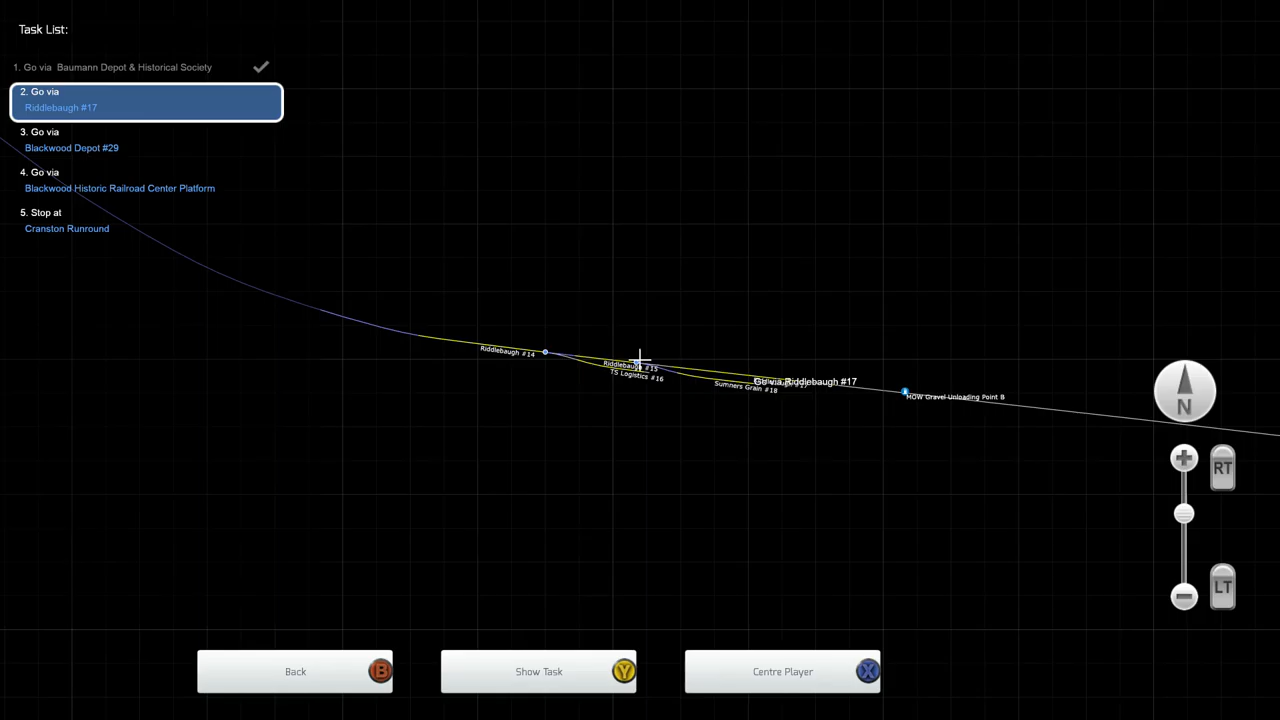 Task List:
1. Go via Baumann Depot & Historical Society
2. Go via
Riddlebaugh #17
3. Go via
Blackwood Depot #29
4. Go via
Blackwood Historic Railroad Center Platform
5. Stop at
Cranston Runround
Riddlebaugh #14
Riddlebaugh #15
TS Logistics #16
Go via Riddlebaugh #17
Sumners Grain #18
MOW Gravel Unloading Point B
N
RT
LT
Back B
Show Task Y
Centre Player X